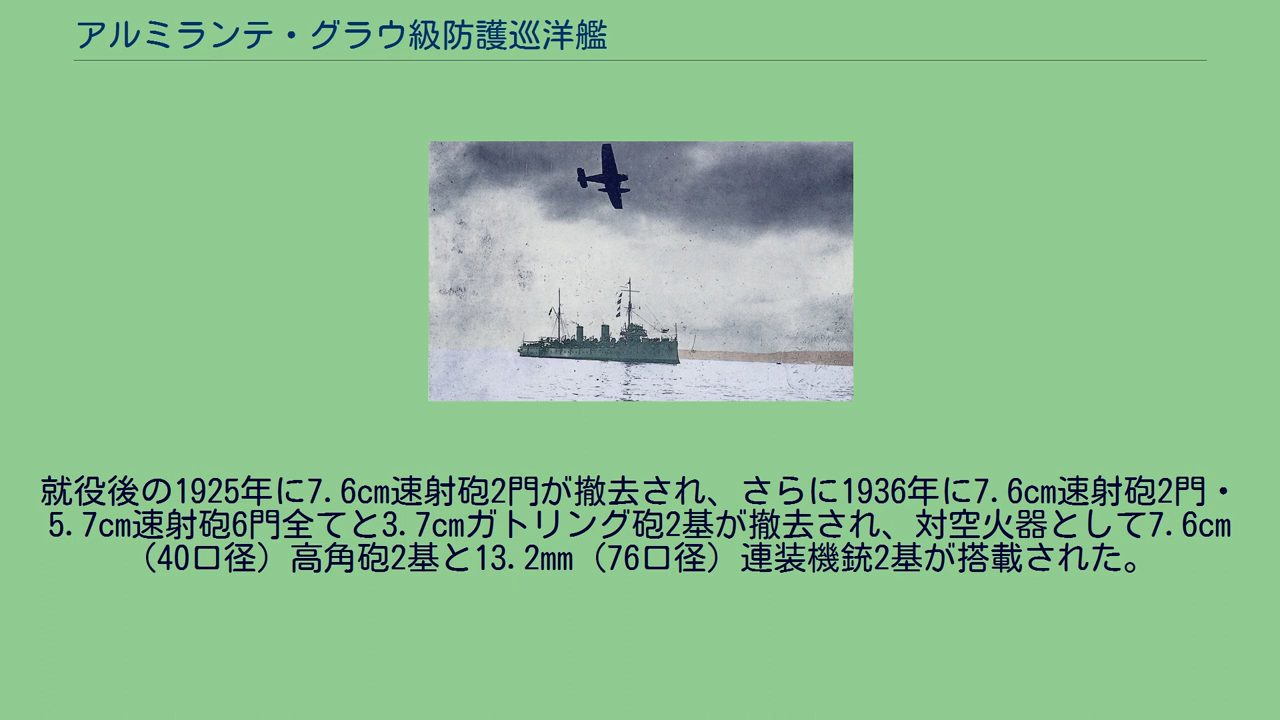 アルミランテ・グラウ級防護巡洋艦
就役後の1925年に7.6cm速射砲2門が撤去され、さらに1936年に7.6cm速射砲2門・
5.7cm速射砲6門全てと3.7cmガトリング砲2基が撤去され、対空火器として7.6cm
（40口径）高角砲2基と13.2mm（76口径）連装機銃2基が搭載された。